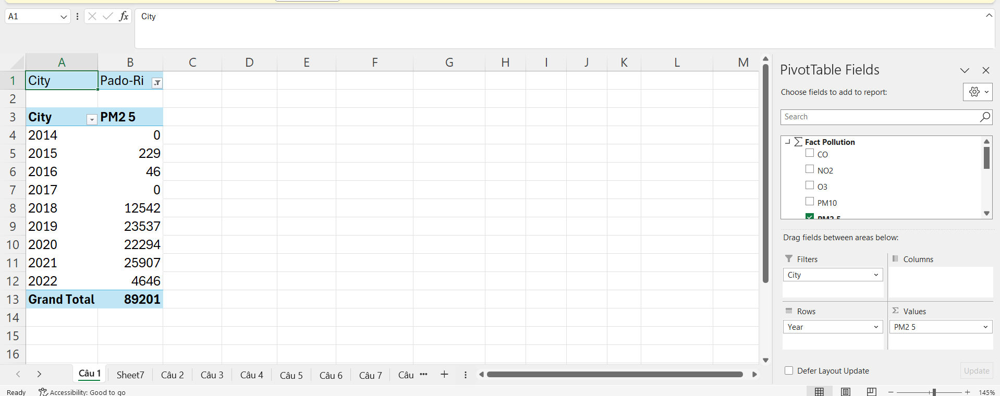 A1
fx
City
A B C D E F G H I J K L M
1 City Pado-Ri
2
3 City PM2 5
4 2014 0
5 2015 229
6 2016 46
7 2017 0
8 2018 12542
9 2019 23537
10 2020 22294
11 2021 25907
12 2022 4646
13 Grand Total 89201
14
15
16
PivotTable Fields
Choose fields to add to report:
Search
Σ Fact Pollution
CO
NO2
O3
PM10
PM2 5
Drag fields between areas below:
Filters
Columns
City
Rows
Σ Values
Year
PM2 5
Defer Layout Update
Update
Câu 1 Sheet7 Câu 2 Câu 3 Câu 4 Câu 5 Câu 6 Câu 7 Câu ...
Ready
Accessibility: Good to go
145%